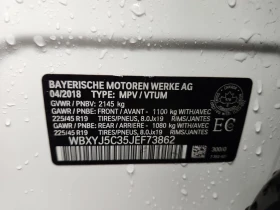 BAYERISCHE MOTOREN WERKE AG
04/2018 TYPE: MPV / VTUM
GVWR / PNBV: 2145 kg
GAWR / PNBE: FRONT / AVANT - 1100 kg WITH/AVEC
225/45 R19 TIRES/PNEUS, 8.0Jx19 RIMS/JANTES
GAWR / PNBE: REAR / ARRIERE - 1080 kg WITH/AVEC
225/45 R19 TIRES/PNEUS, 8.0Jx19 RIMS/JANTES
WBXYJ5C35JEF73862
EC